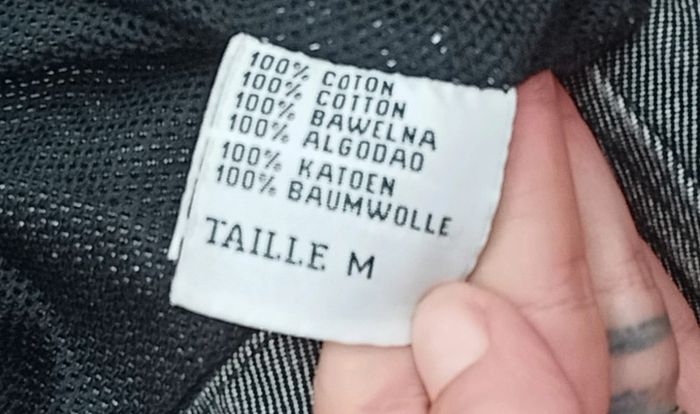 100% COTON
100% COTTON
100% BAWELNA
100% ALGODAO
100% KATOEN
100% BAUMWOLLE
TAILLE M